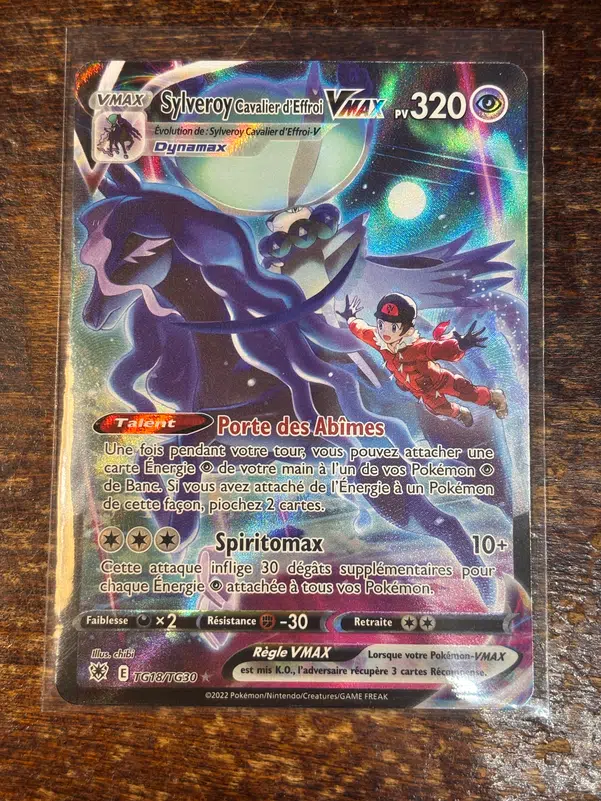 VMAX
Sylveroy Cavalier d'Effroi VMAX PV 320
Évolution de : Sylveroy Cavalier d'Effroi-V
Dynamax
Talent Porte des Abîmes
Une fois pendant votre tour, vous pouvez attacher une
carte Énergie de votre main à l'un de vos Pokémon
de Banc. Si vous avez attaché de l'Énergie à un Pokémon
de cette façon, piochez 2 cartes.
Spiritomax 10+
Cette attaque inflige 30 dégâts supplémentaires pour
chaque Énergie attachée à tous vos Pokémon.
Faiblesse ×2 Résistance -30 Retraite
Illus. chibi
Règle VMAX Lorsque votre Pokémon-VMAX
est mis K.O., l'adversaire récupère 3 cartes Récompense.
E TG18/TG30
©2022 Pokémon/Nintendo/Creatures/GAME FREAK